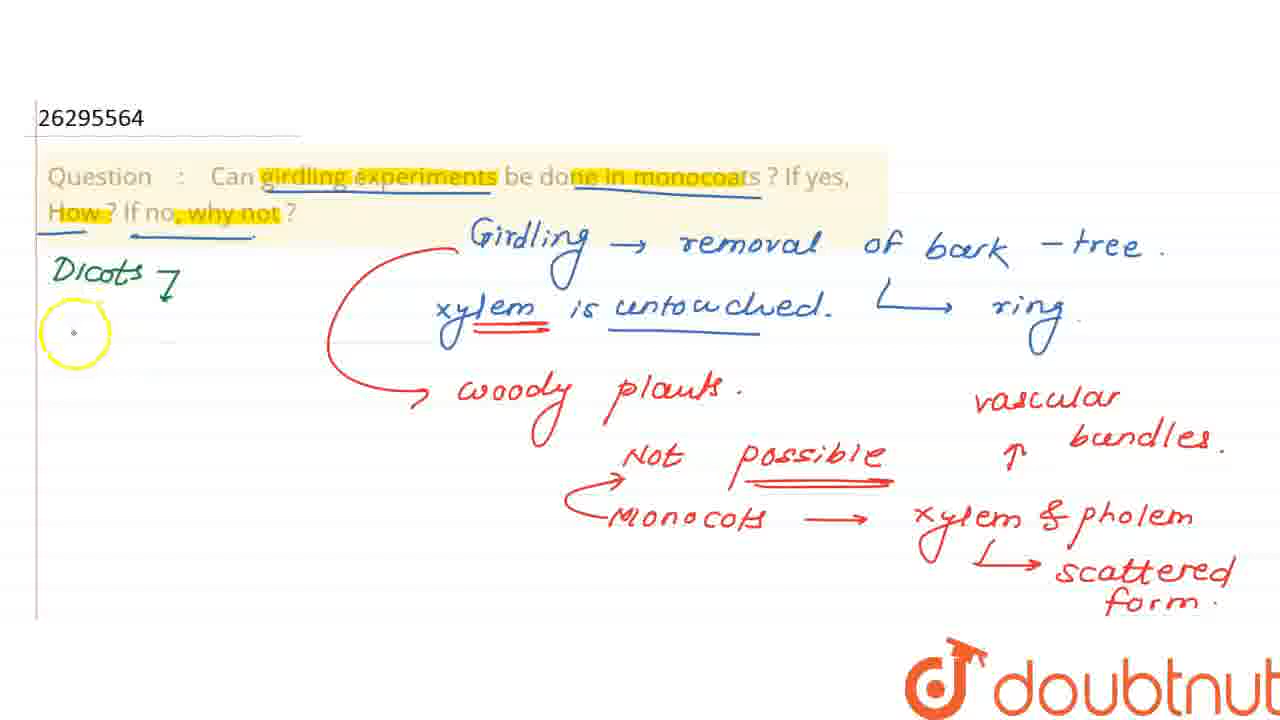 26295564
Question : Can girdling experiments be done in monocoats ? If yes,
How ? If no, why not ?
Girdling → removal of bark - tree .
Dicots
xylem is untouched. → ring .
woody plants .
vascular
bundles .
Not possible
Monocots → xylem & pholem
→ scattered
form .
doubtnut